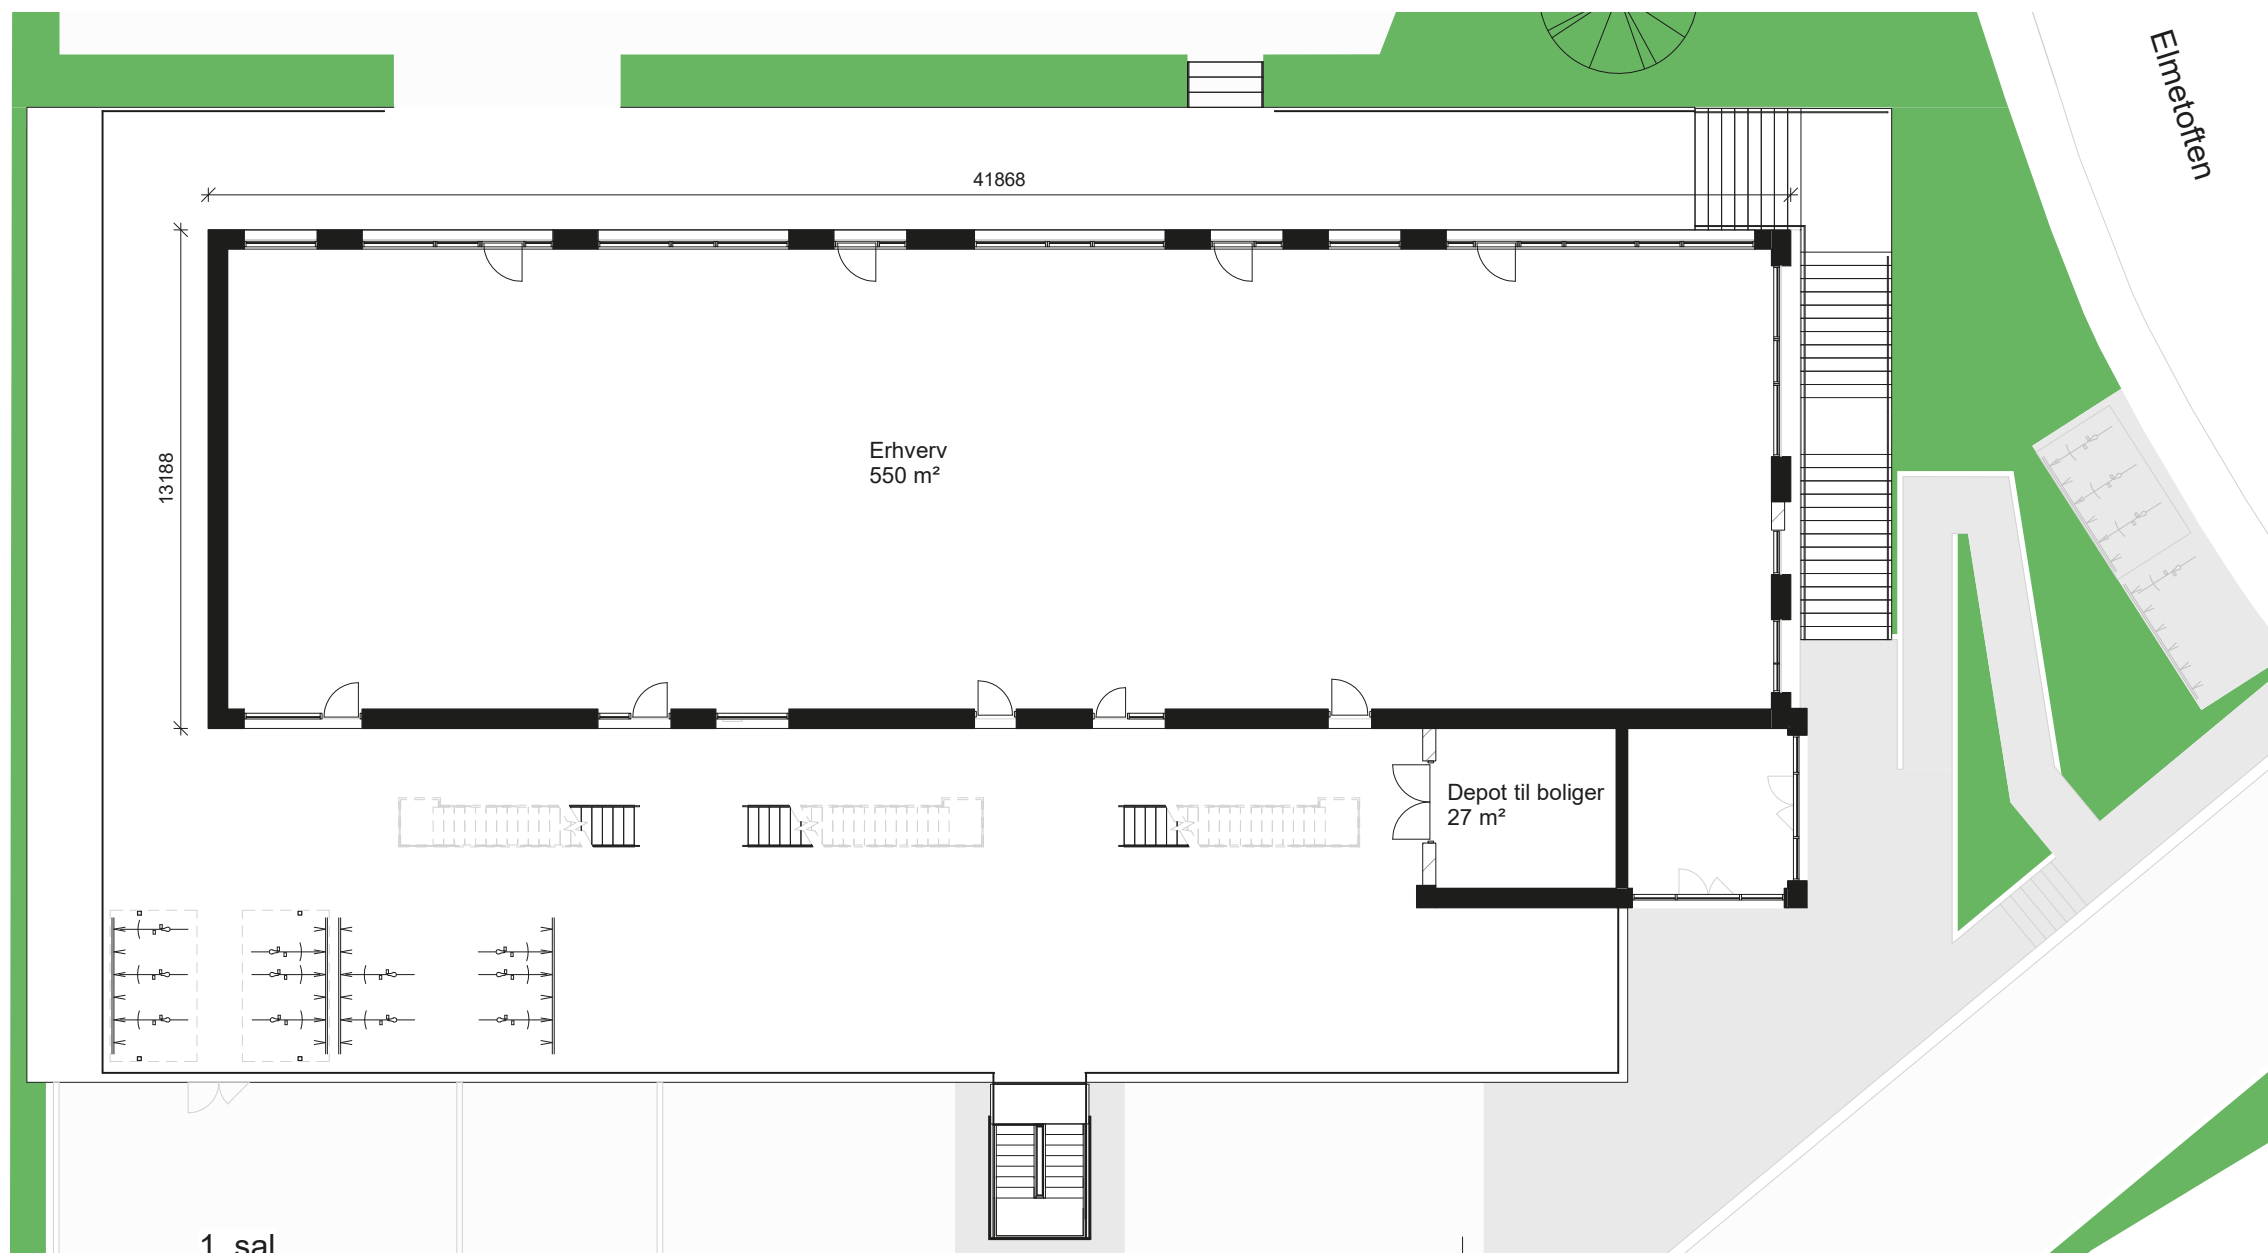 Elmetoften
41868
13188
Erhverv
550 m²
Depot til boliger
27 m²
1. sal